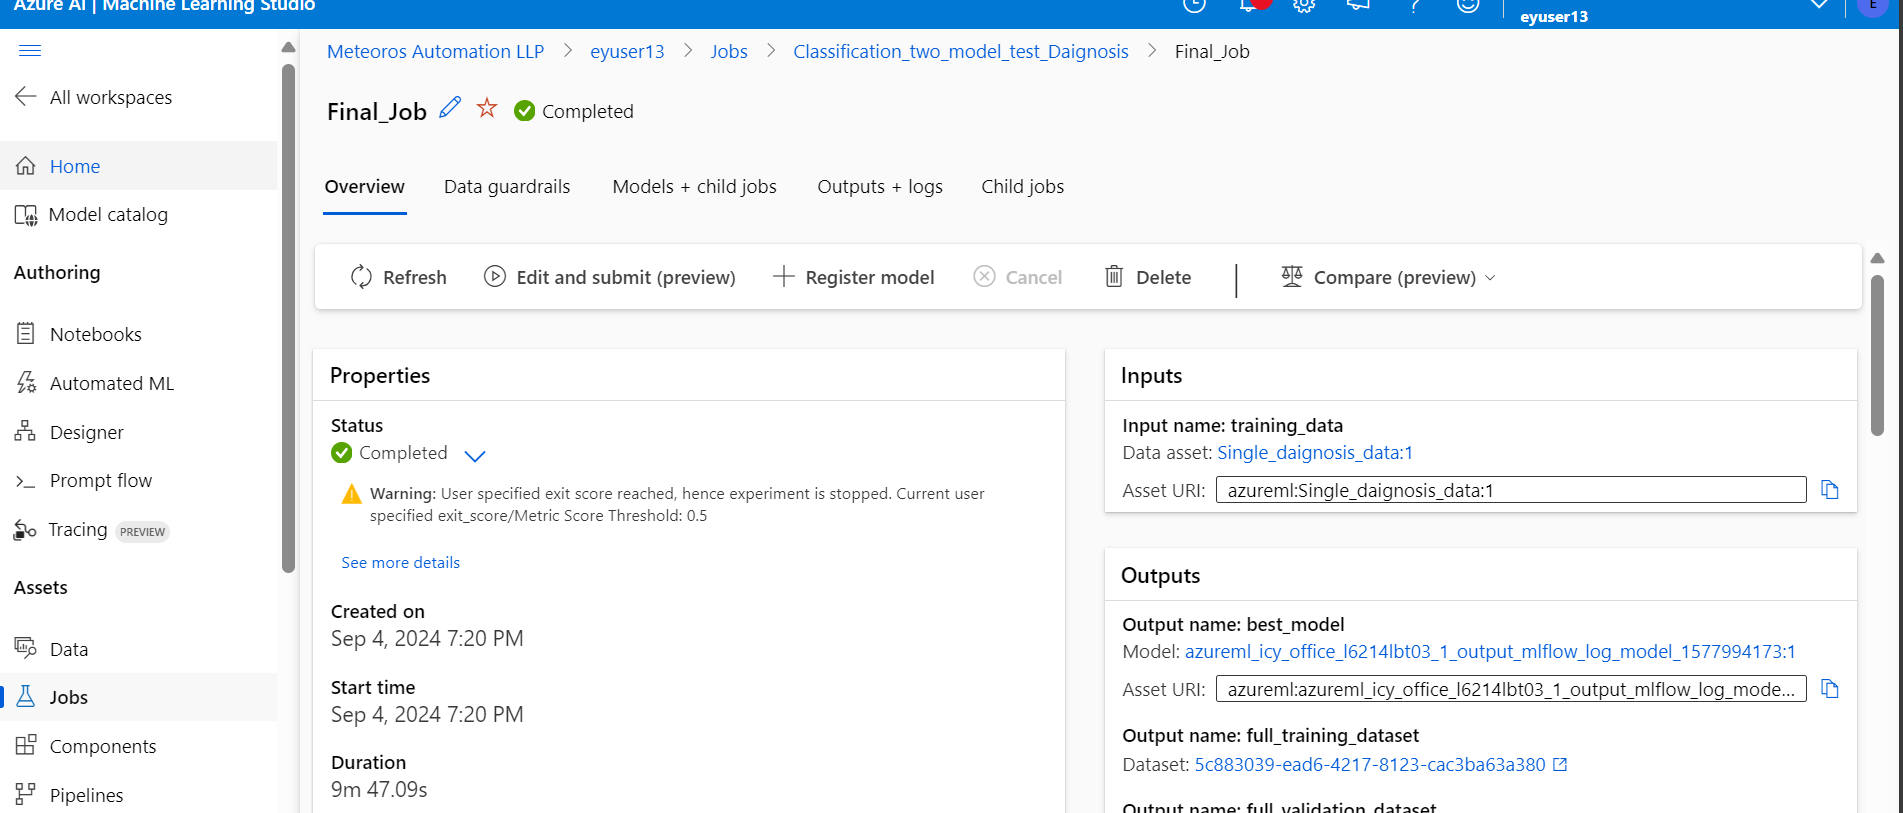 Azure AI | Machine Learning Studio
eyuser13
E
All workspaces
Home
Model catalog
Authoring
Notebooks
Automated ML
Designer
Prompt flow
Tracing PREVIEW
Assets
Data
Jobs
Components
Pipelines
Meteoros Automation LLP > eyuser13 > Jobs > Classification_two_model_test_Daignosis > Final_Job
Final_Job Completed
Overview Data guardrails Models + child jobs Outputs + logs Child jobs
Refresh Edit and submit (preview) Register model Cancel Delete Compare (preview)
Properties
Status
Completed
Warning: User specified exit score reached, hence experiment is stopped. Current user
specified exit_score/Metric Score Threshold: 0.5
See more details
Created on
Sep 4, 2024 7:20 PM
Start time
Sep 4, 2024 7:20 PM
Duration
9m 47.09s
Inputs
Input name: training_data
Data asset: Single_daignosis_data:1
Asset URI: azureml:Single_daignosis_data:1
Outputs
Output name: best_model
Model: azureml_icy_office_l6214lbt03_1_output_mlflow_log_model_1577994173:1
Asset URI: azureml:azureml_icy_office_l6214lbt03_1_output_mlflow_log_mode...
Output name: full_training_dataset
Dataset: 5c883039-ead6-4217-8123-cac3ba63a380
Output name: full_validation_dataset